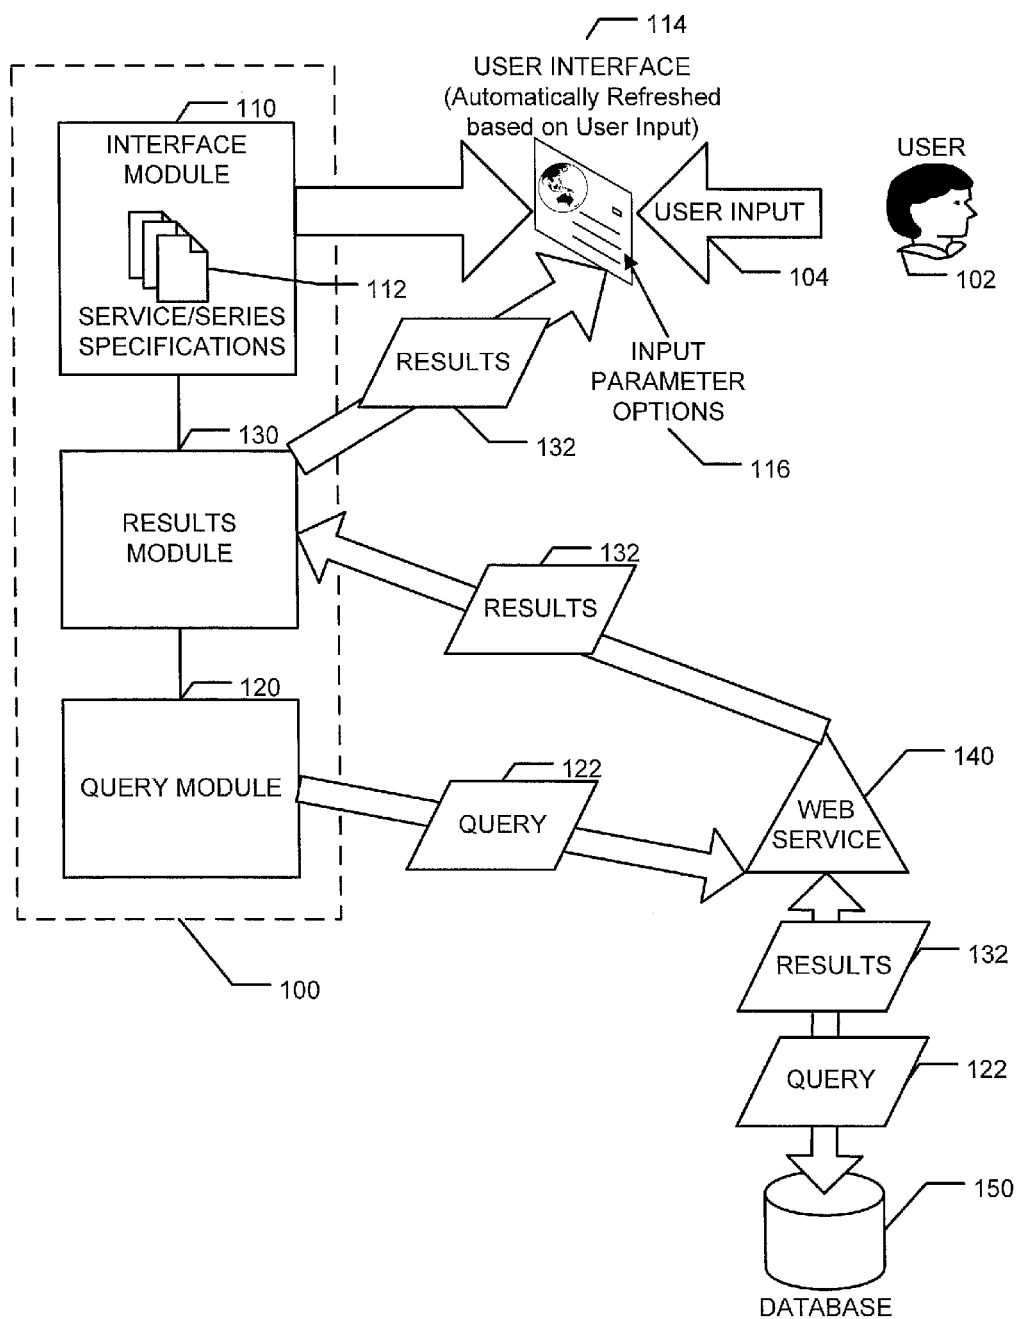 114
USER INTERFACE
(Automatically Refreshed
based on User Input)
110
INTERFACE
MODULE
112
SERVICE/SERIES
SPECIFICATIONS
USER INPUT
104
USER
102
RESULTS
132
INPUT
PARAMETER
OPTIONS
116
130
RESULTS
MODULE
132
RESULTS
120
QUERY MODULE
122
QUERY
140
WEB
SERVICE
100
RESULTS
132
QUERY
122
150
DATABASE